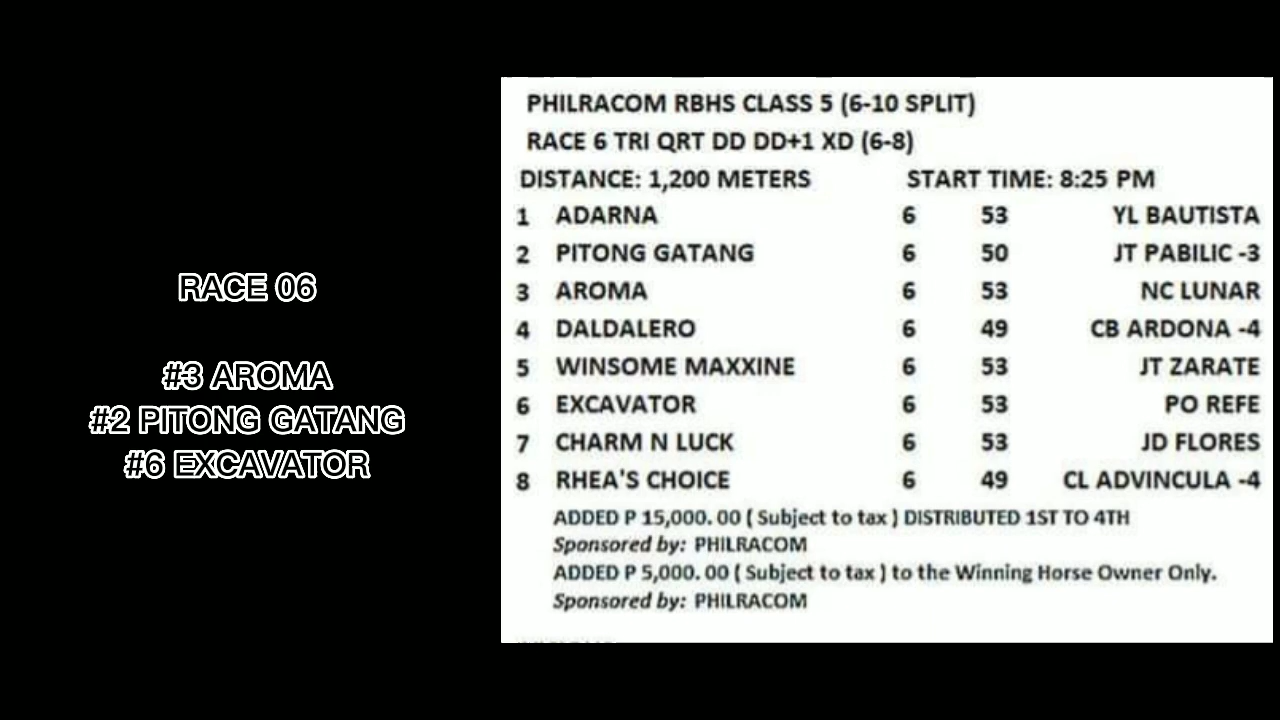 RACE 06
#3 AROMA
#2 PITONG GATANG
#6 EXCAVATOR
PHILRACOM RBHS CLASS 5 (6-10 SPLIT)
RACE 6 TRI QRT DD DD+1 XD (6-8)
DISTANCE: 1,200 METERS START TIME: 8:25 PM
1 ADARNA 6 53 YL BAUTISTA
2 PITONG GATANG 6 50 JT PABILIC -3
3 AROMA 6 53 NC LUNAR
4 DALDALERO 6 49 CB ARDONA -4
5 WINSOME MAXXINE 6 53 JT ZARATE
6 EXCAVATOR 6 53 PO REFE
7 CHARM N LUCK 6 53 JD FLORES
8 RHEA'S CHOICE 6 49 CL ADVINCULA -4
ADDED P 15,000. 00 ( Subject to tax ) DISTRIBUTED 1ST TO 4TH
Sponsored by: PHILRACOM
ADDED P 5,000. 00 ( Subject to tax ) to the Winning Horse Owner Only.
Sponsored by: PHILRACOM